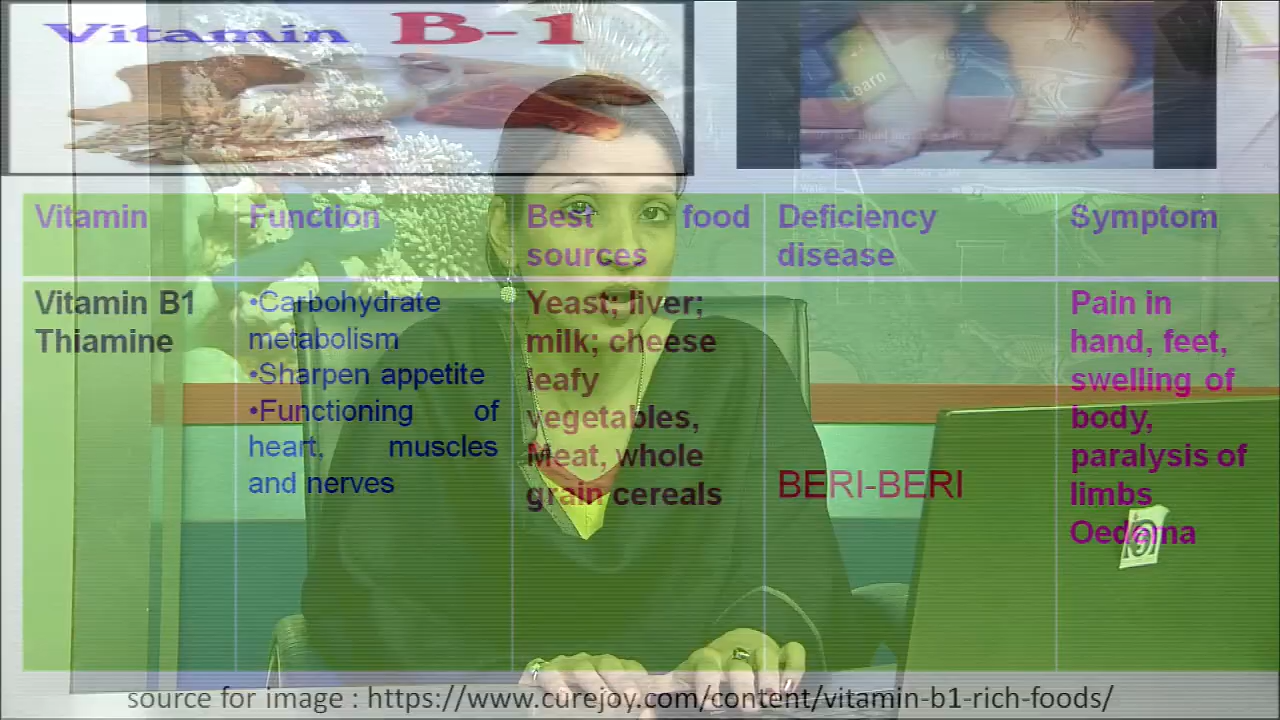 Vitamin B-1
Learn
Vitamin
Function
Best food
sources
Deficiency
disease
Symptom
Vitamin B1
Thiamine
•Carbohydrate
metabolism
•Sharpen appetite
•Functioning of
heart, muscles
and nerves
Yeast; liver;
milk; cheese
leafy
vegetables,
Meat, whole
grain cereals
BERI-BERI
Pain in
hand, feet,
swelling of
body,
paralysis of
limbs
Oedema
source for image : https://www.curejoy.com/content/vitamin-b1-rich-foods/